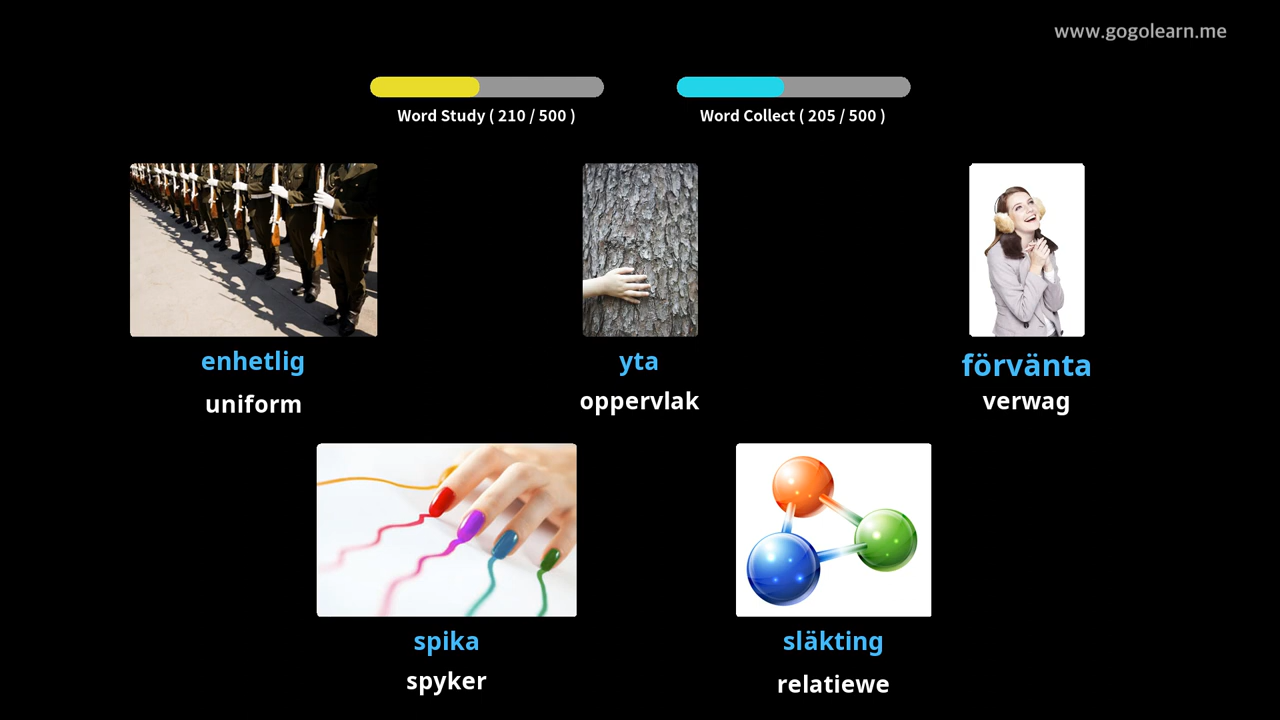 www.gogolearn.me
Word Study ( 210 / 500 )
Word Collect ( 205 / 500 )
enhetlig
uniform
yta
oppervlak
förvänta
verwag
spika
spyker
släkting
relatiewe